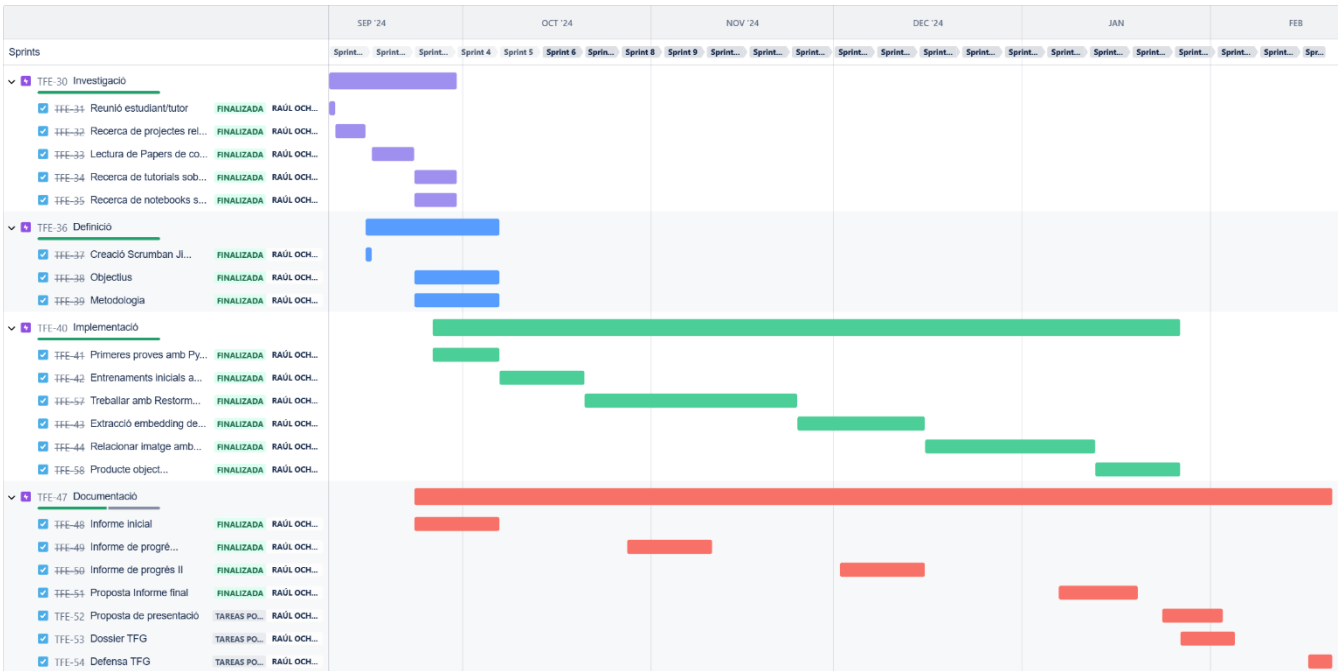 SEP '24 OCT '24 NOV '24 DEC '24 JAN FEB
Sprints Sprint... Sprint... Sprint... Sprint 4 Sprint 5 Sprint 6 Sprin... Sprint 8 Sprint 9 Sprint... Sprint... Sprint... Sprint... Sprint... Sprint... Sprint... Sprint... Sprint... Sprint... Sprint... Sprint... Sprint... Sprint... Spr...
TFE-30 Investigació
TFE-31 Reunió estudiant/tutor FINALIZADA RAÚL OCH...
TFE-32 Recerca de projectes rel... FINALIZADA RAÚL OCH...
TFE-33 Lectura de Papers de co... FINALIZADA RAÚL OCH...
TFE-34 Recerca de tutorials sob... FINALIZADA RAÚL OCH...
TFE-35 Recerca de notebooks s... FINALIZADA RAÚL OCH...
TFE-36 Definició
TFE-37 Creació Scrumban Ji... FINALIZADA RAÚL OCH...
TFE-38 Objectius FINALIZADA RAÚL OCH...
TFE-39 Metodologia FINALIZADA RAÚL OCH...
TFE-40 Implementació
TFE-41 Primeres proves amb Py... FINALIZADA RAÚL OCH...
TFE-42 Entrenaments inicials a... FINALIZADA RAÚL OCH...
TFE-57 Treballar amb Restorm... FINALIZADA RAÚL OCH...
TFE-43 Extracció embedding de... FINALIZADA RAÚL OCH...
TFE-44 Relacionar imatge amb... FINALIZADA RAÚL OCH...
TFE-58 Producte object... FINALIZADA RAÚL OCH...
TFE-47 Documentació
TFE-48 Informe inicial FINALIZADA RAÚL OCH...
TFE-49 Informe de progré... FINALIZADA RAÚL OCH...
TFE-50 Informe de progrés II FINALIZADA RAÚL OCH...
TFE-51 Proposta Informe final FINALIZADA RAÚL OCH...
TFE-52 Proposta de presentació TAREAS PO... RAÚL OCH...
TFE-53 Dossier TFG TAREAS PO... RAÚL OCH...
TFE-54 Defensa TFG TAREAS PO... RAÚL OCH...